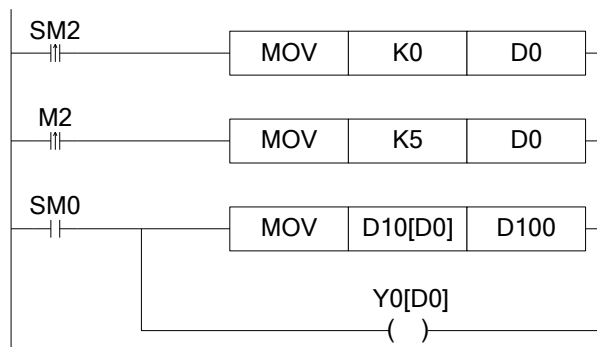 SM2
MOV K0 D0
M2
MOV K5 D0
SM0
MOV D10[D0] D100
Y0[D0]
( )